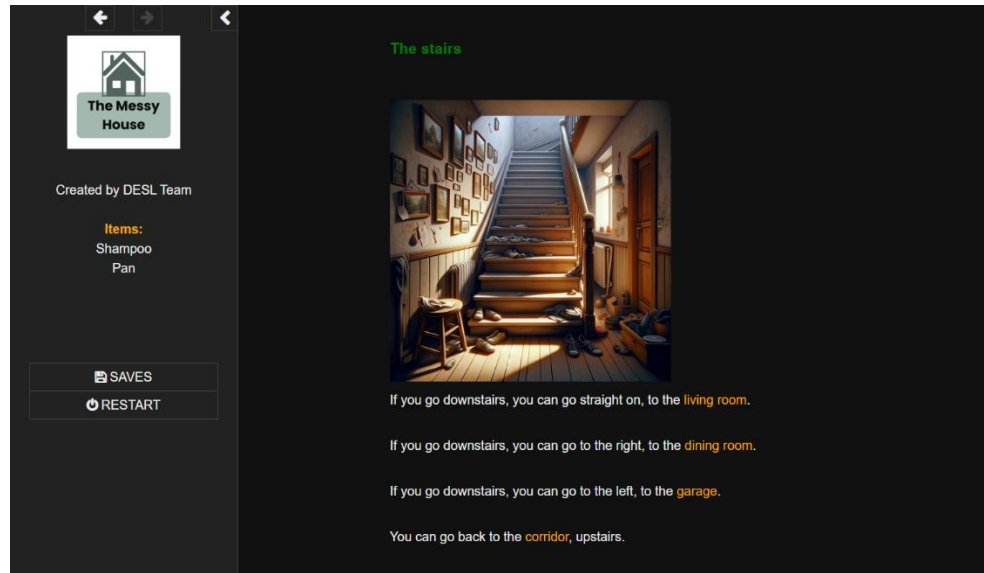 The Messy
House
Created by DESL Team
Items:
Shampoo
Pan
SAVES
RESTART
The stairs
If you go downstairs, you can go straight on, to the living room.
If you go downstairs, you can go to the right, to the dining room.
If you go downstairs, you can go to the left, to the garage.
You can go back to the corridor, upstairs.